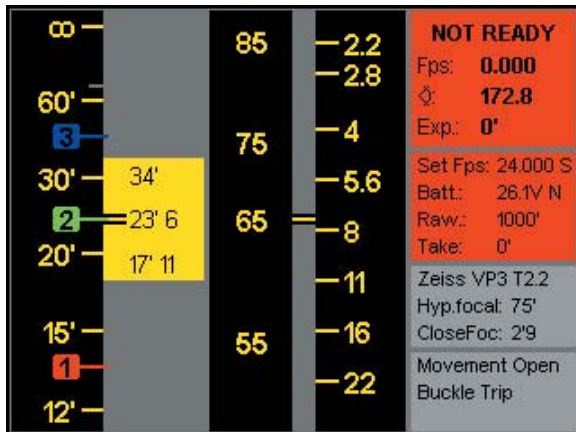 ∞
60'
3
30'
2
20'
15'
1
12'
34'
23' 6
17' 11
85
75
65
55
2.2
2.8
4
5.6
8
11
16
22
NOT READY
Fps: 0.000
172.8
Exp.: 0'
Set Fps: 24.000 S
Batt.: 26.1V N
Raw.: 1000'
Take: 0'
Zeiss VP3 T2.2
Hyp.focal: 75'
CloseFoc: 2'9
Movement Open
Buckle Trip